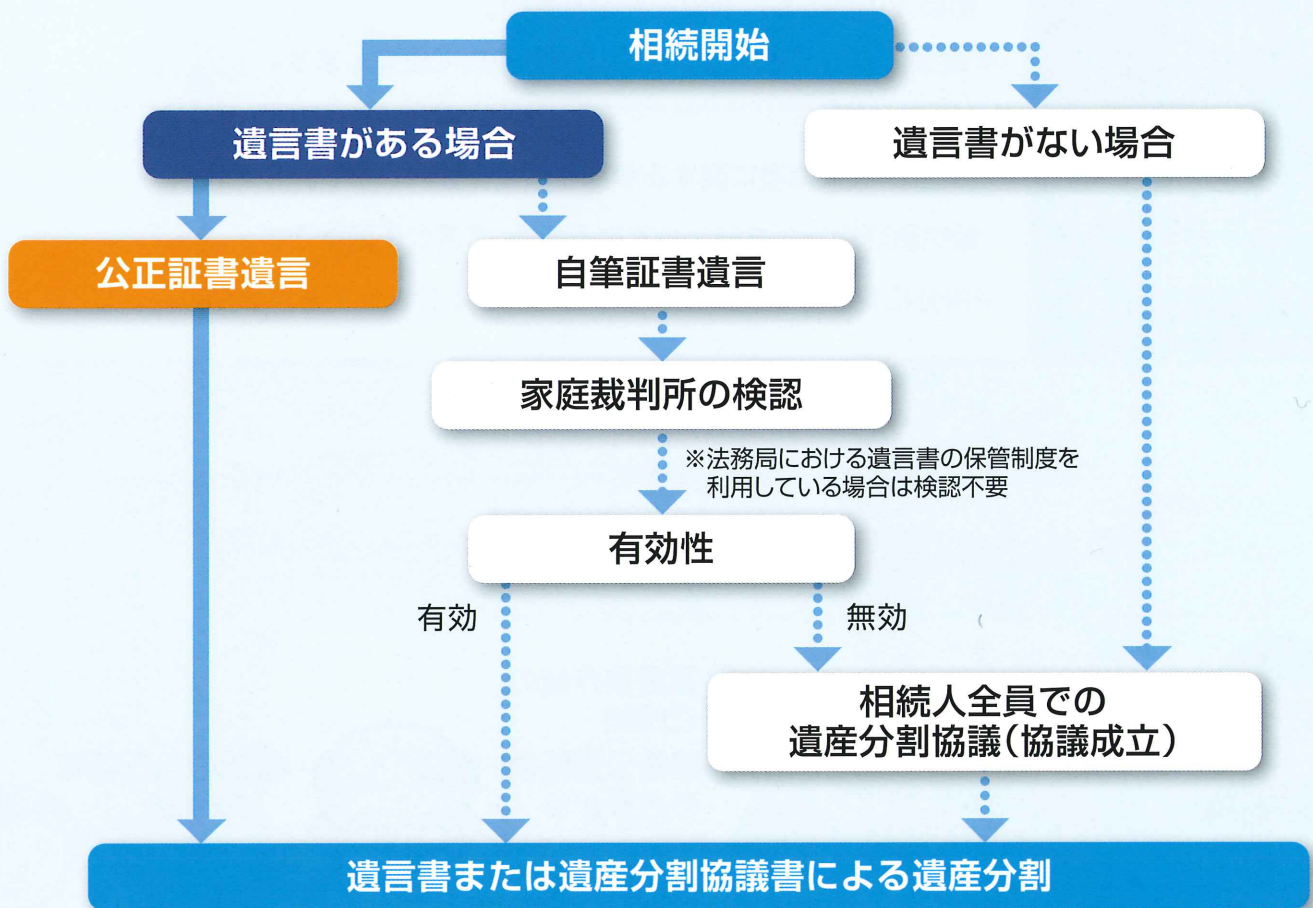 相続開始
遺言書がある場合
遺言書がない場合
公正証書遺言
自筆証書遺言
家庭裁判所の検認
※法務局における遺言書の保管制度を
利用している場合は検認不要
有効性
有効
無効
相続人全員での
遺産分割協議(協議成立)
遺言書または遺産分割協議書による遺産分割